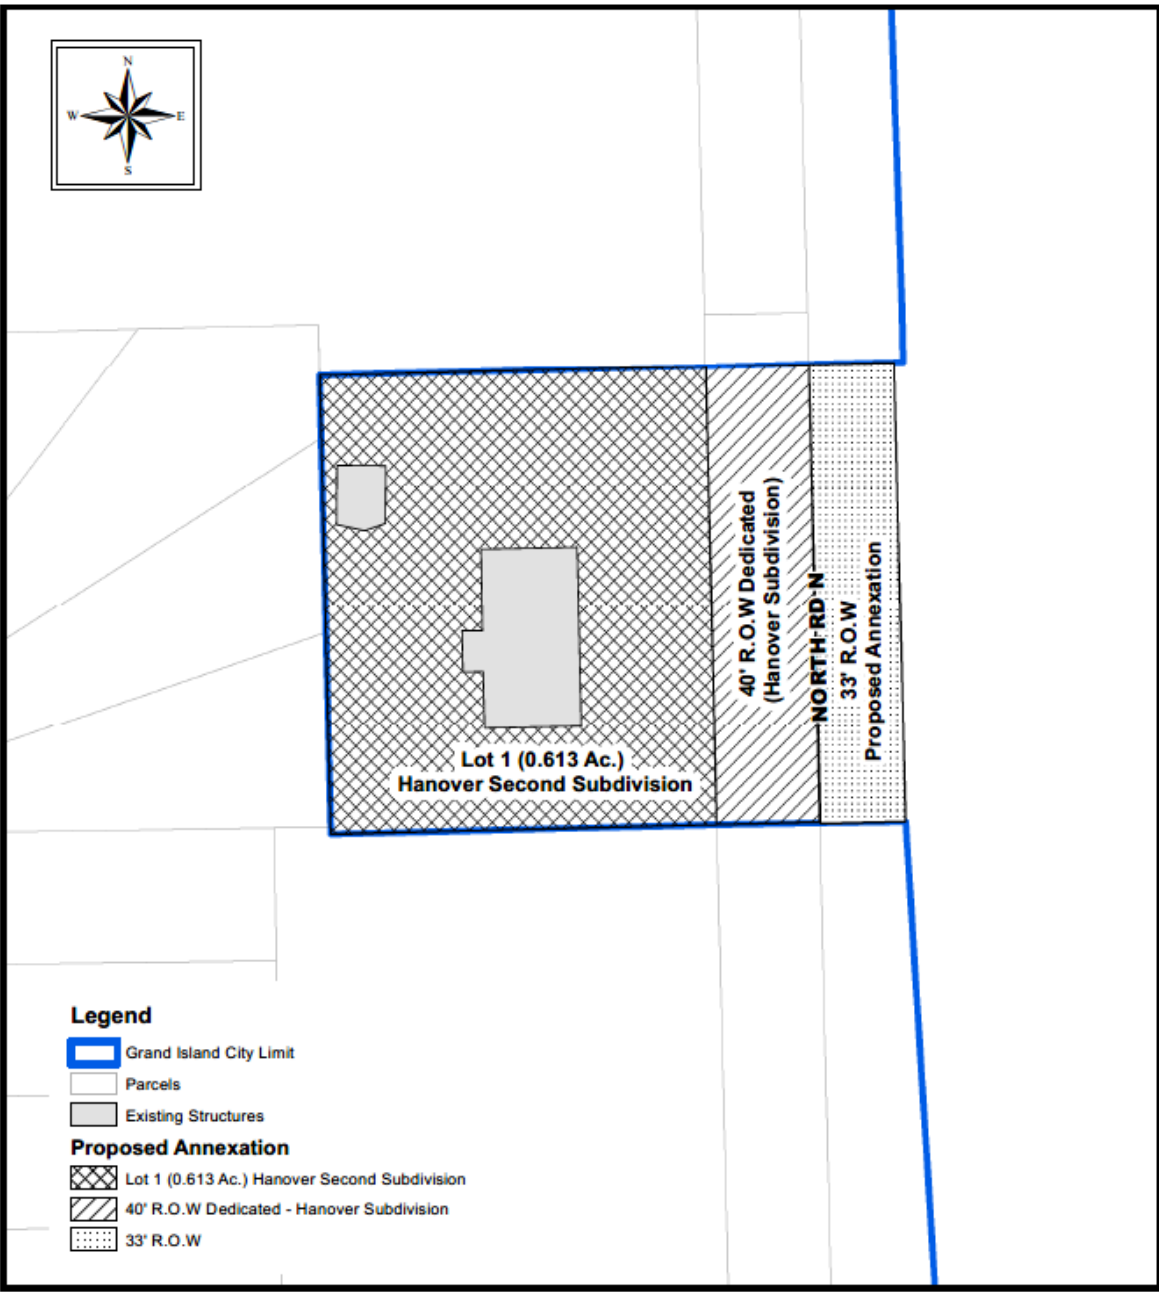 N
W E
S
40' R.O.W Dedicated
(Hanover Subdivision)
NORTH RD N
33' R.O.W
Proposed Annexation
Lot 1 (0.613 Ac.)
Hanover Second Subdivision
Legend
Grand Island City Limit
Parcels
Existing Structures
Proposed Annexation
Lot 1 (0.613 Ac.) Hanover Second Subdivision
40' R.O.W Dedicated - Hanover Subdivision
33' R.O.W